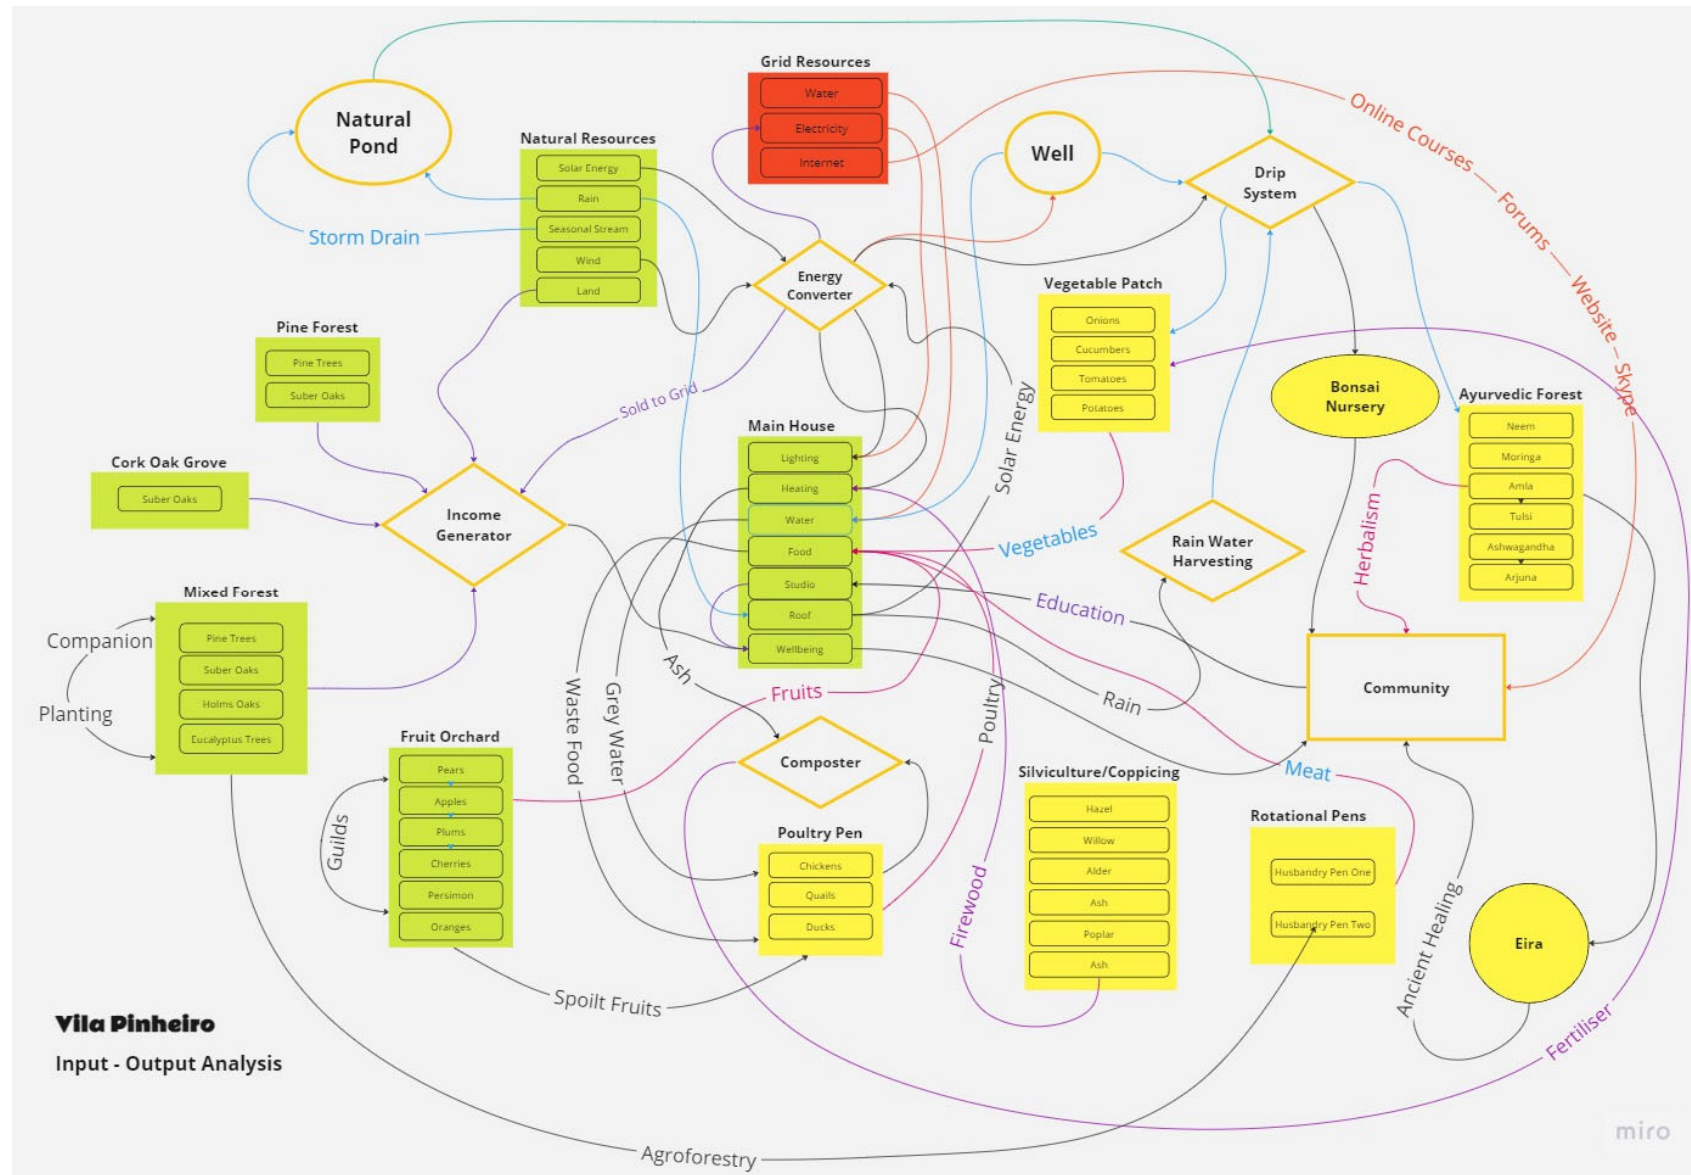 Grid Resources
Water
Electricity
Internet
Natural
Pond
Natural Resources
Solar Energy
Rain
Seasonal Stream
Wind
Land
Storm Drain
Well
Drip
System
Online Courses
Forums
Website
Skype
Energy
Converter
Sold to Grid
Vegetable Patch
Onions
Cucumbers
Tomatoes
Potatoes
Pine Forest
Pine Trees
Suber Oaks
Bonsai
Nursery
Ayurvedic Forest
Neem
Moringa
Amla
Tulsi
Ashwagandha
Arjuna
Cork Oak Grove
Suber Oaks
Income
Generator
Main House
Lighting
Heating
Water
Food
Studio
Roof
Wellbeing
Solar Energy
Vegetables
Rain Water
Harvesting
Herbalism
Education
Community
Mixed Forest
Pine Trees
Suber Oaks
Holms Oaks
Eucalyptus Trees
Companion
Planting
Ash
Fruits
Waste Food
Grey Water
Poultry
Rain
Meat
Fruit Orchard
Pears
Apples
Plums
Cherries
Persimon
Oranges
Guilds
Composter
Poultry Pen
Chickens
Quails
Ducks
Silviculture/Coppicing
Hazel
Willow
Alder
Ash
Poplar
Ash
Firewood
Rotational Pens
Husbandry Pen One
Husbandry Pen Two
Ancient Healing
Eira
Spoilt Fruits
Fertiliser
Agroforestry
Vila Pinheiro
Input - Output Analysis
miro